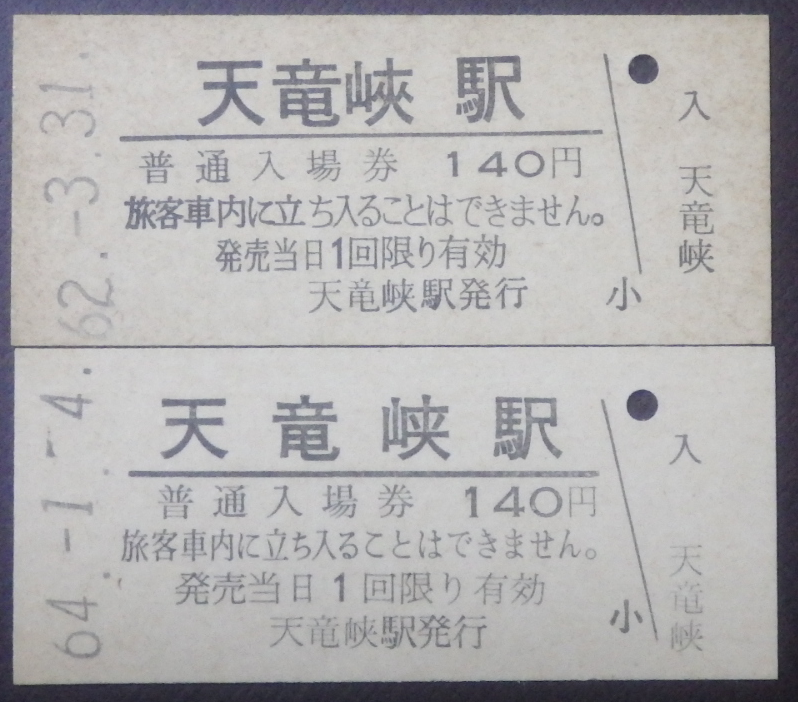 62.-3.31.
天竜峽 駅
普通入場券 140円
旅客車内に立ち入ることはできません。
発売当日1回限り有効
天竜峡駅発行
小
入
天竜峡
64.-1.-4.
天竜峡駅
普通入場券 140円
旅客車内に立ち入ることはできません。
発売当日1回限り有効
天竜峡駅発行
小
入
天竜峡